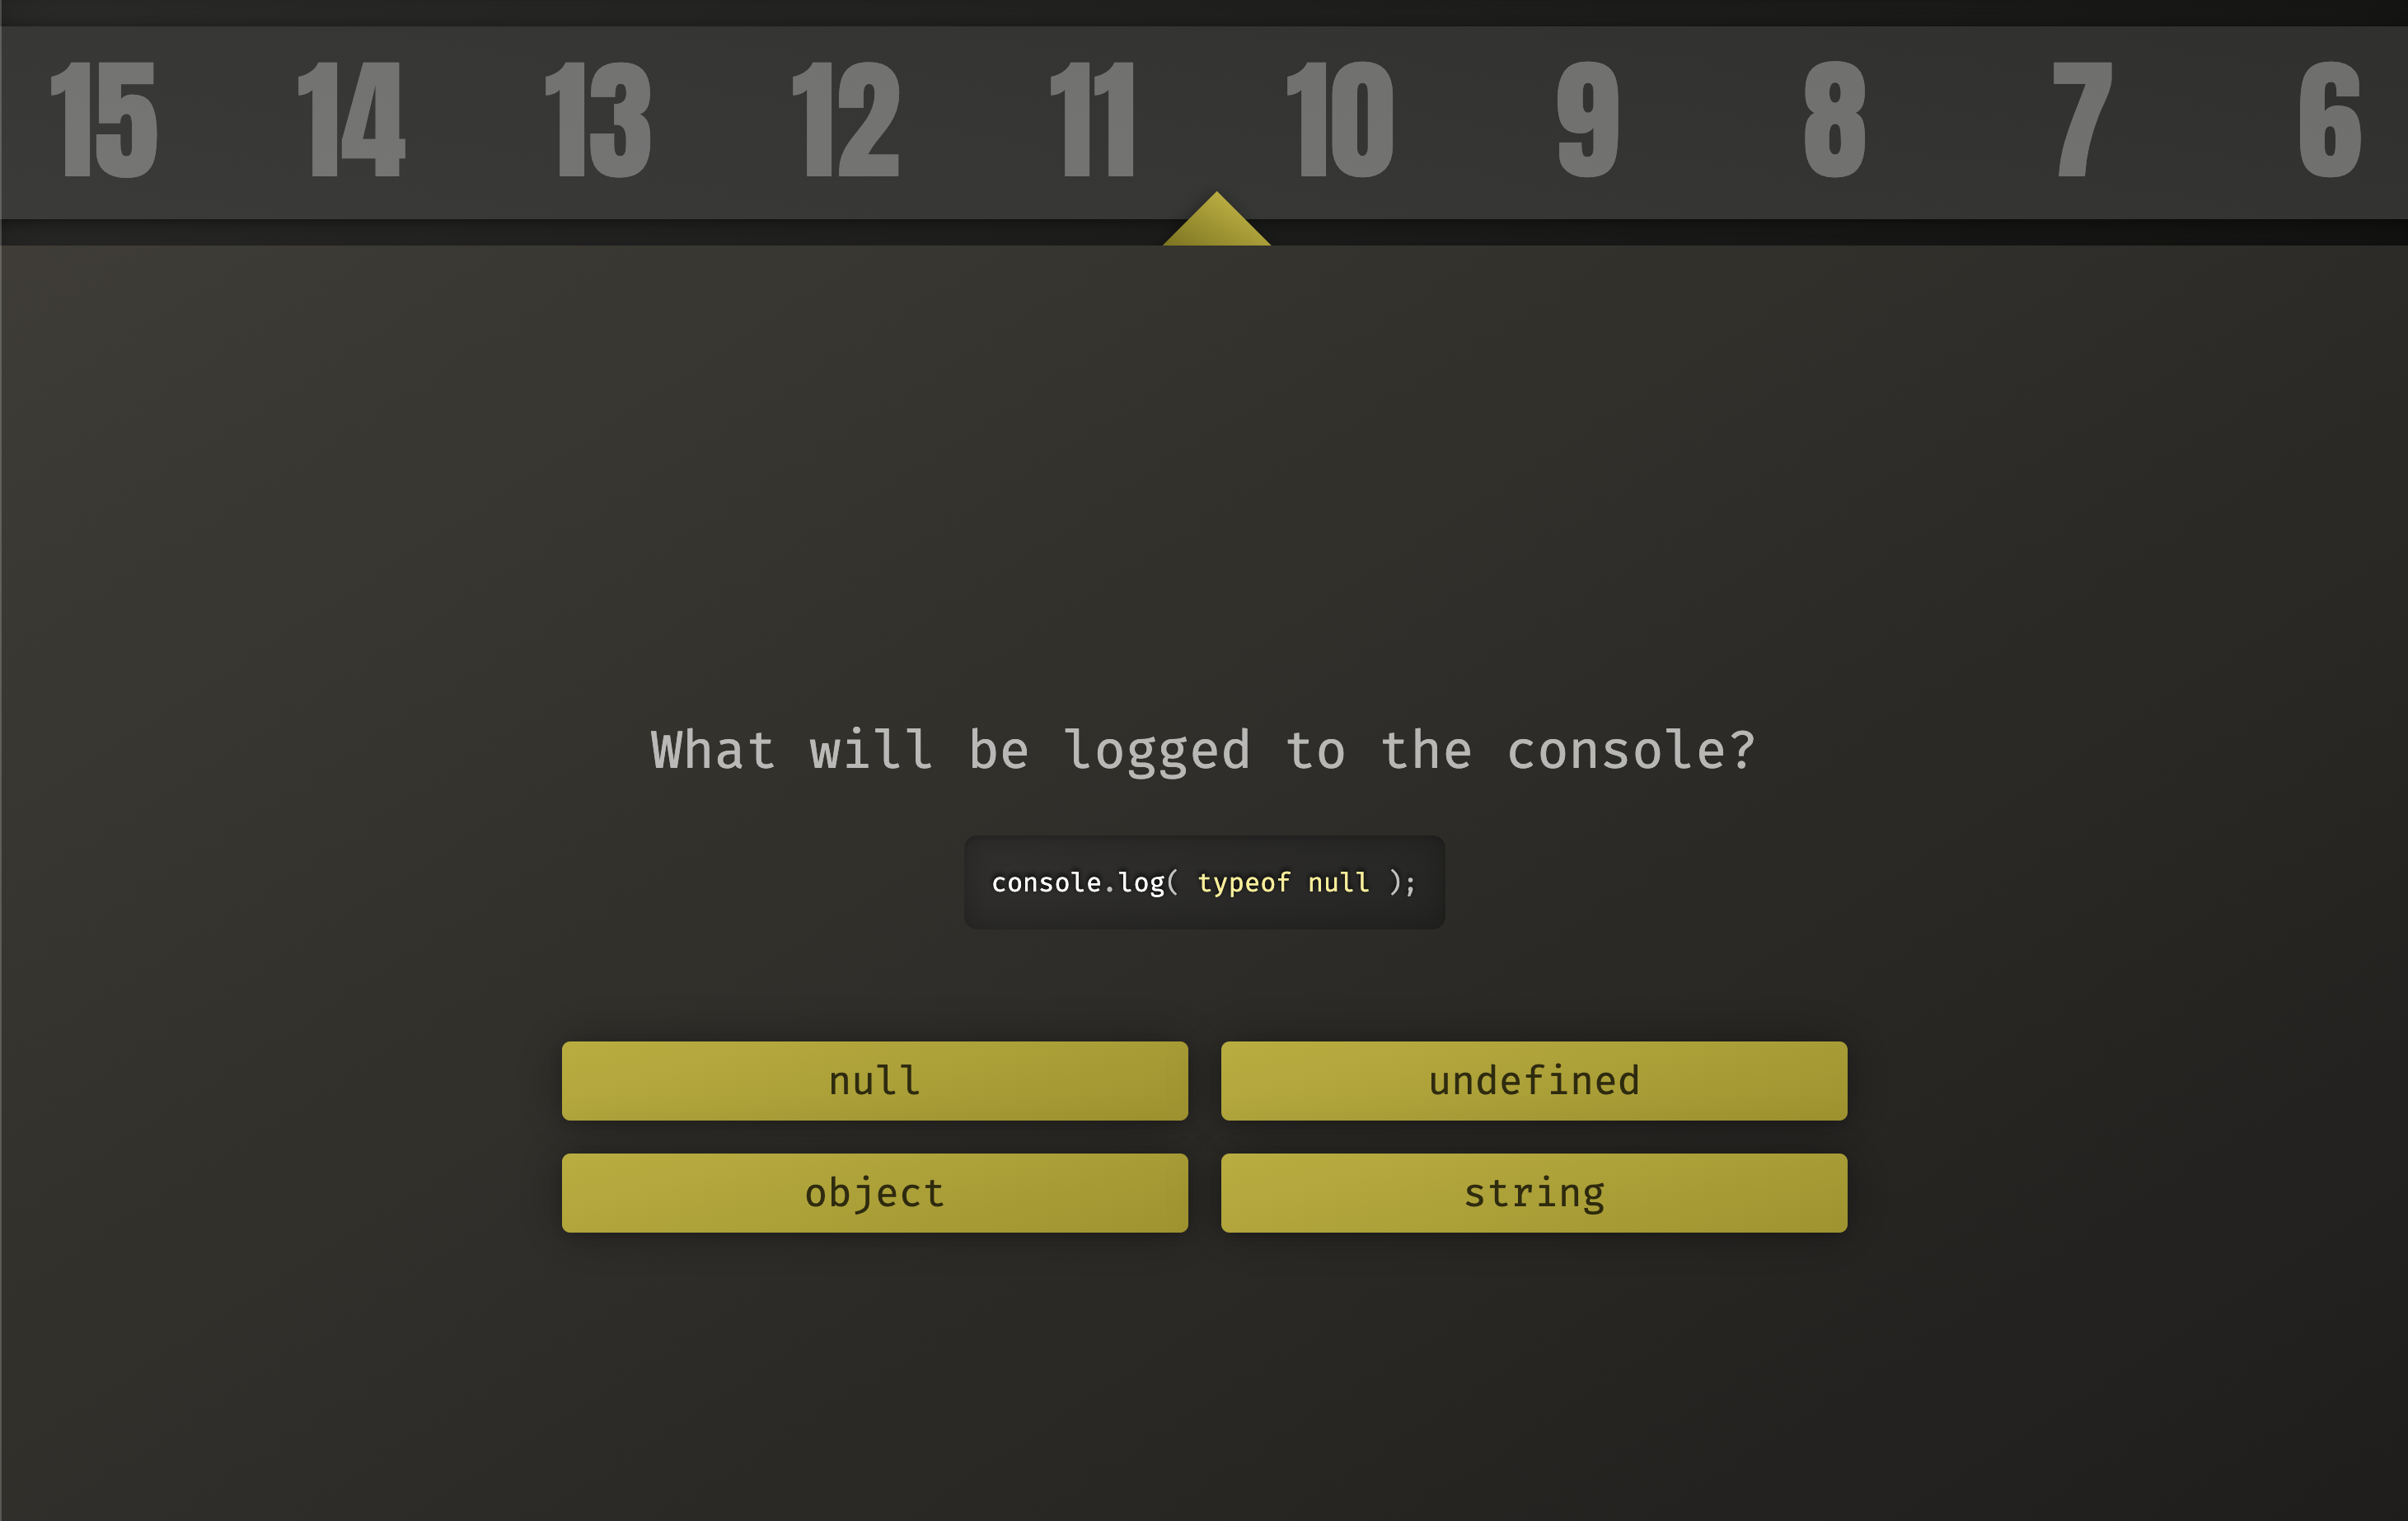 15 14 13 12 11 10 9 8 7 6
What will be logged to the console?
console.log( typeof null );
null undefined
object string